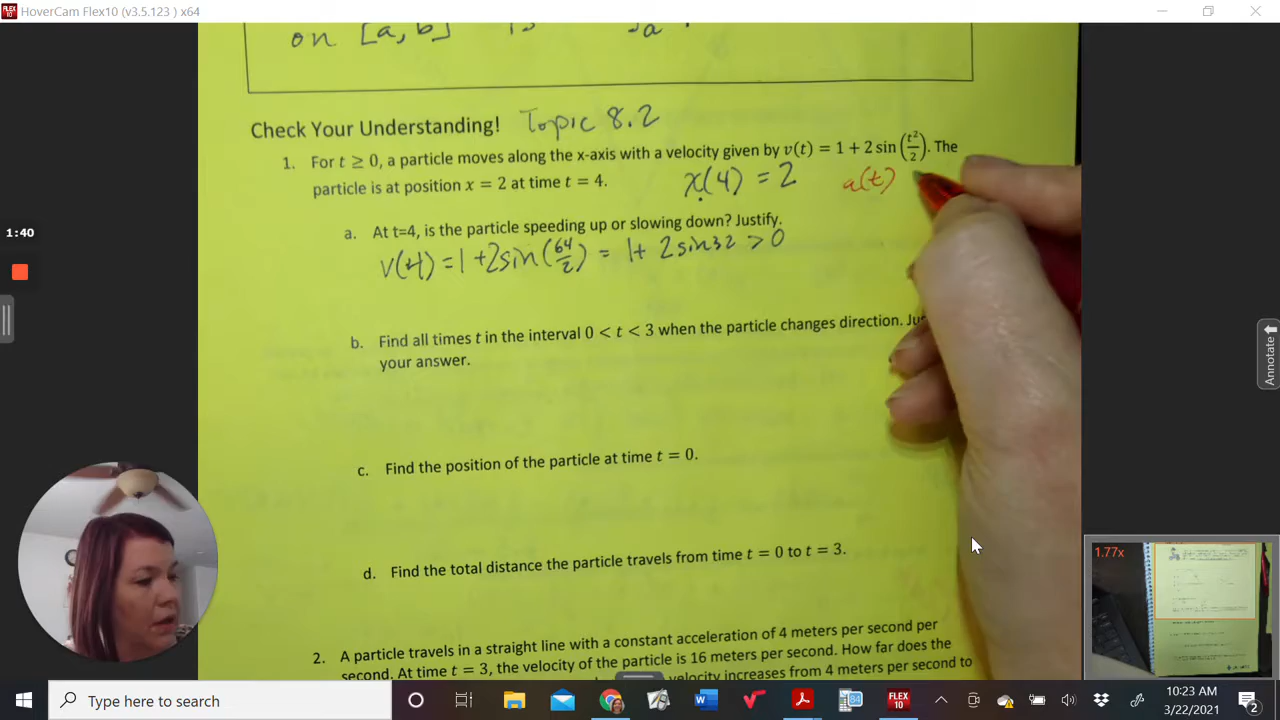 HoverCam Flex10 (v3.5.123 ) x64
on [a,b] is
Check Your Understanding! Topic 8.2
1. For t ≥ 0, a particle moves along the x-axis with a velocity given by v(t) = 1 + 2 sin (t²/2). The
particle is at position x = 2 at time t = 4. x(4) = 2 a(t)
a. At t=4, is the particle speeding up or slowing down? Justify.
v(4) = 1 + 2sin(64/2) = 1 + 2sin32 > 0
b. Find all times t in the interval 0 < t < 3 when the particle changes direction.
your answer.
c. Find the position of the particle at time t = 0.
d. Find the total distance the particle travels from time t = 0 to t = 3.
2. A particle travels in a straight line with a constant acceleration of 4 meters per second per
second. At time t = 3, the velocity of the particle is 16 meters per second. How far does the
velocity increases from 4 meters per second to
1:40
Annotate
1.77x
Type here to search
FLEX 10
10:23 AM
3/22/2021
2